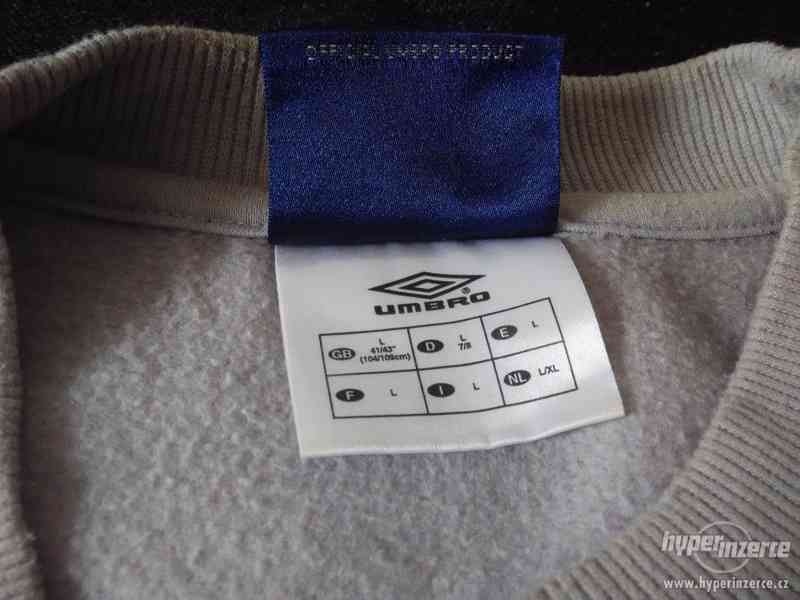 OFFICIAL UMBRO PRODUCT
®
UMBRO
GB L 41/43" (104/109cm)
D L 7/8
E L
F L
I L
NL L/XL
hyperinzerce
www.hyperinzerce.cz